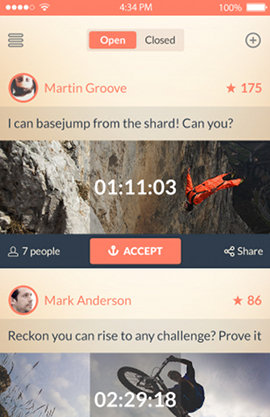 4:34 PM
100%
Open
Closed
Martin Groove
175
I can basejump from the shard! Can you?
01:11:03
7 people
ACCEPT
Share
Mark Anderson
86
Reckon you can rise to any challenge? Prove it
02:29:18